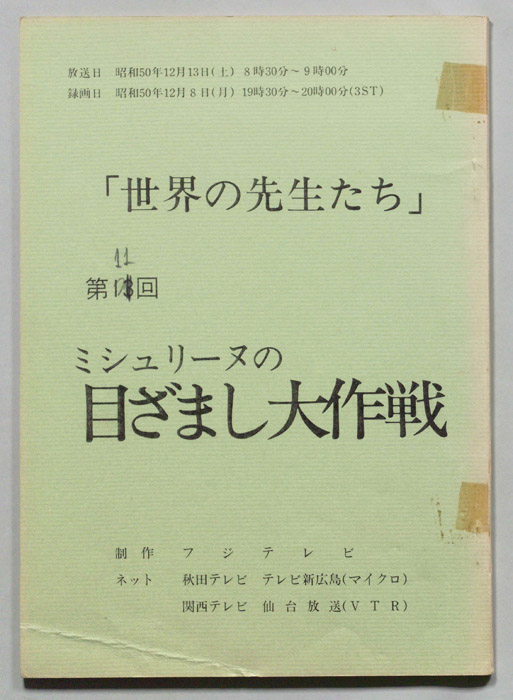 放送日 昭和50年12月13日(土) 8時30分～9時00分
録画日 昭和50年12月8日(月) 19時30分～20時00分(3ST)
「世界の先生たち」
11
第回
ミシュリーヌの
目ざまし大作戦
制作 フジテレビ
ネット 秋田テレビ テレビ新広島(マイクロ)
関西テレビ 仙台放送(VTR)